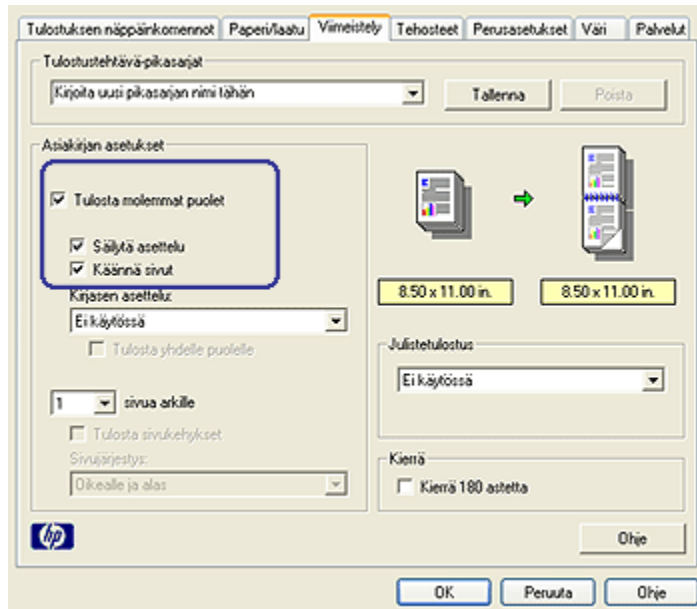 Tulostuksen näppäinkomennot Paperi/laatu Viimeistely Tehosteet Perusasetukset Väri Palvelut
Tulostustehtävä-pikasarjat
Kirjoita uusi pikasarjan nimi tähän Tallenna Poista
Asiakirjan asetukset
Tulosta molemmat puolet
Säilytä asettelu
Käännä sivut
Kirjasen asettelu:
Ei käytössä
Tulosta yhdelle puolelle
1 sivua arkille
Tulosta sivukehykset
Sivujärjestys:
Oikealle ja alas
8.50 x 11.00 in. 8.50 x 11.00 in.
Julistetulostus
Ei käytössä
Kierrä
Kierrä 180 astetta
hp
Ohje
OK Peruuta Ohje